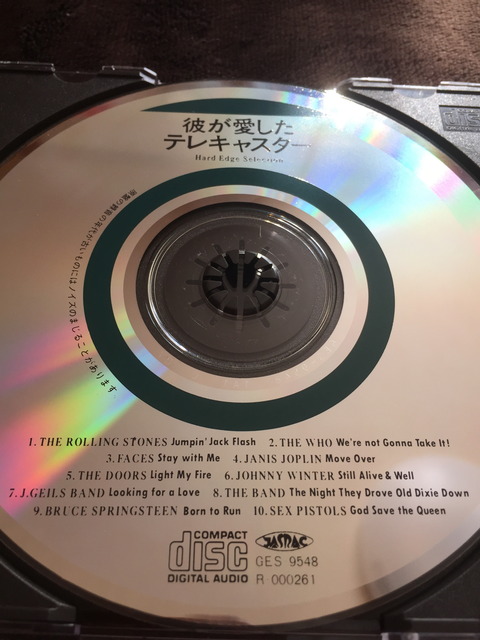 彼が愛した
テレキャスター
Hard Edge Selection
1.THE ROLLING STONES Jumpin' Jack Flash 2.THE WHO We're not Gonna Take It!
3.FACES Stay with Me 4.JANIS JOPLIN Move Over
5.THE DOORS Light My Fire 6.JOHNNY WINTER Still Alive & Well
7.J.GEILS BAND Looking for a Love 8.THE BAND The Night They Drove Old Dixie Down
9.BRUCE SPRINGSTEEN Born to Run 10.SEX PISTOLS God Save the Queen
COMPACT
disc
DIGITAL AUDIO
JASRAC
GES 9548
R 000261